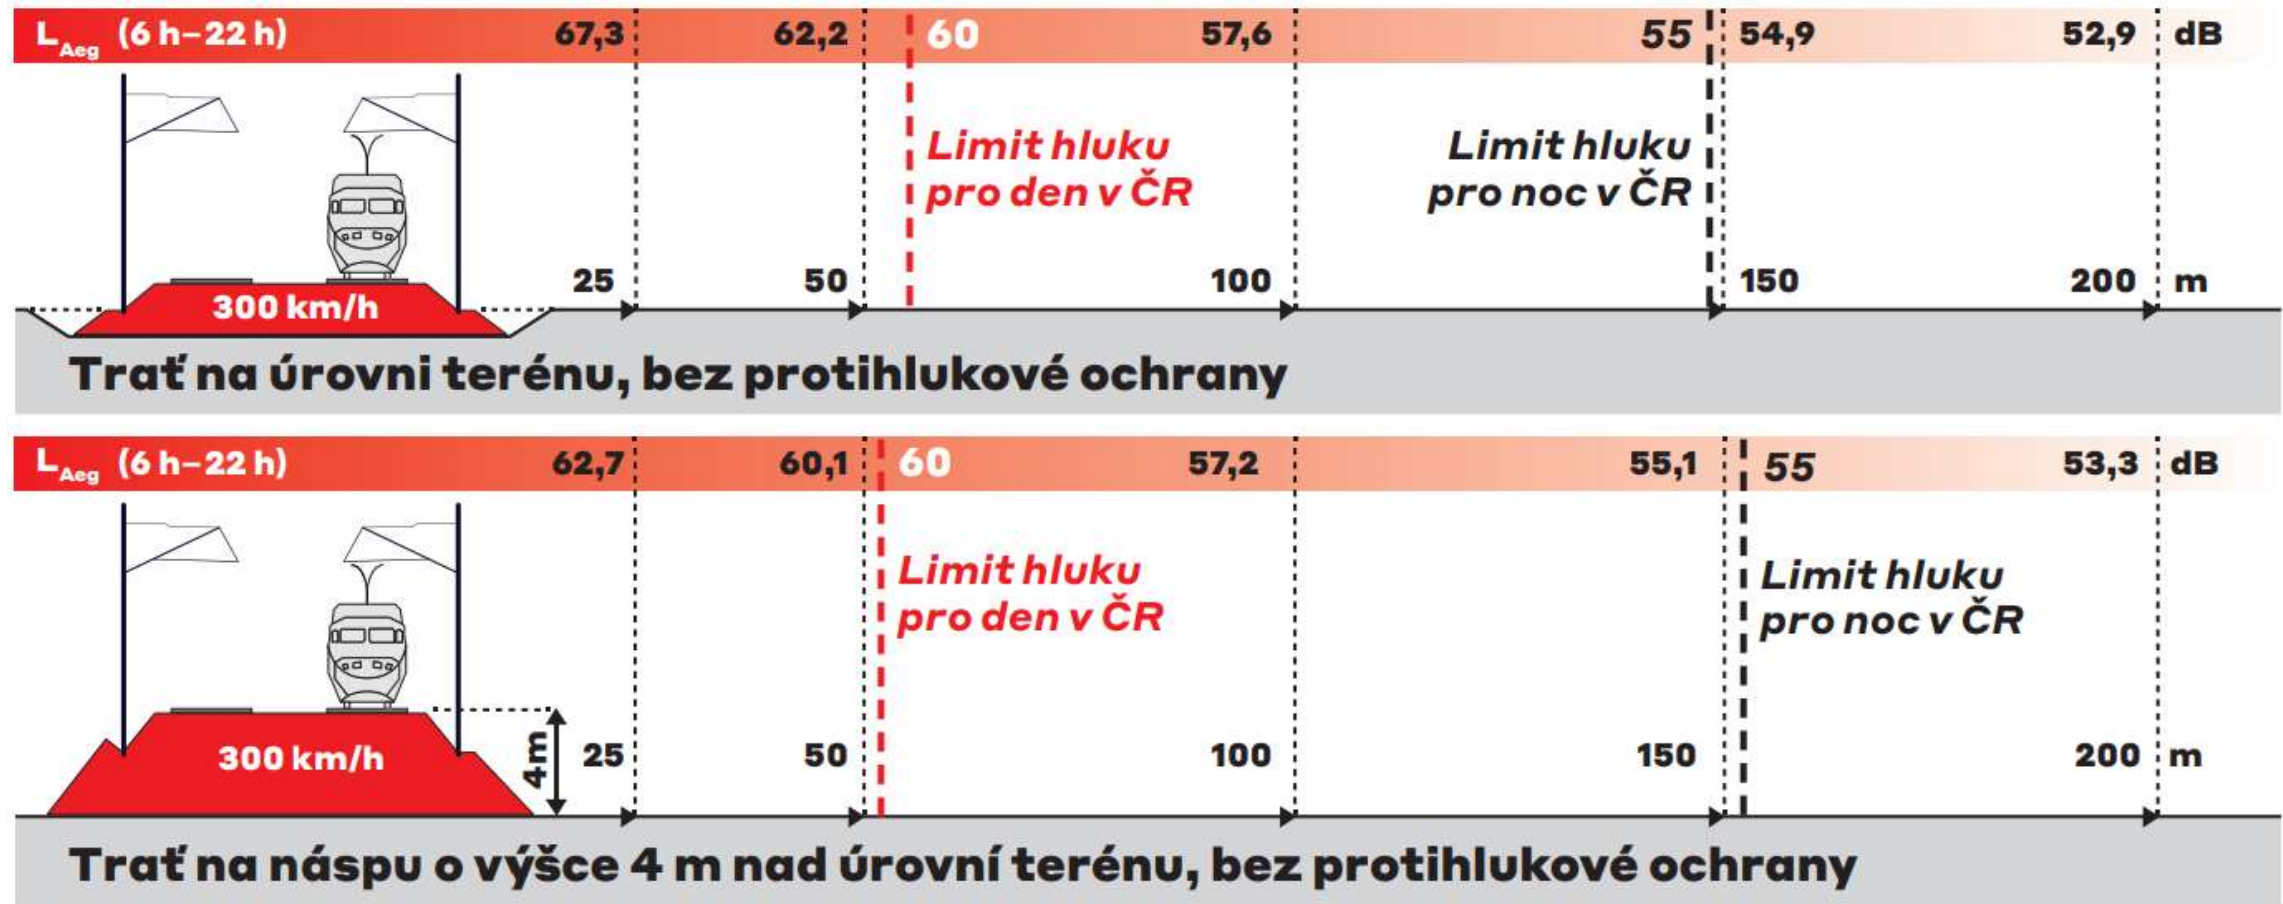 LAeg (6 h–22 h) 67,3 62,2 60 57,6 55 54,9 52,9 dB
Limit hluku
pro den v ČR
Limit hluku
pro noc v ČR
25 50 100 150 200 m
300 km/h
Trať na úrovni terénu, bez protihlukové ochrany
LAeg (6 h–22 h) 62,7 60,1 60 57,2 55,1 55 53,3 dB
Limit hluku
pro den v ČR
Limit hluku
pro noc v ČR
300 km/h 4m 25 50 100 150 200 m
Trať na náspu o výšce 4 m nad úrovní terénu, bez protihlukové ochrany